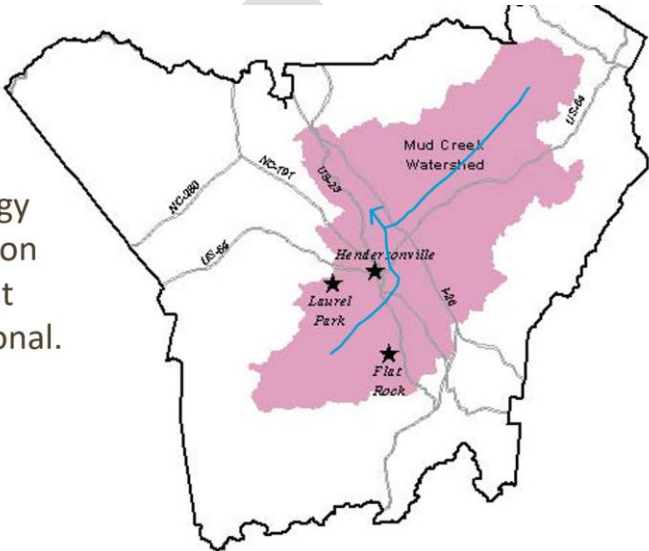 gy
on
t
onal.
Mud Creek
Watershed
US-64
NC-280
NC-191
US-25
US-64
Hendersonville
Laurel
Park
I-26
Flat
Rock